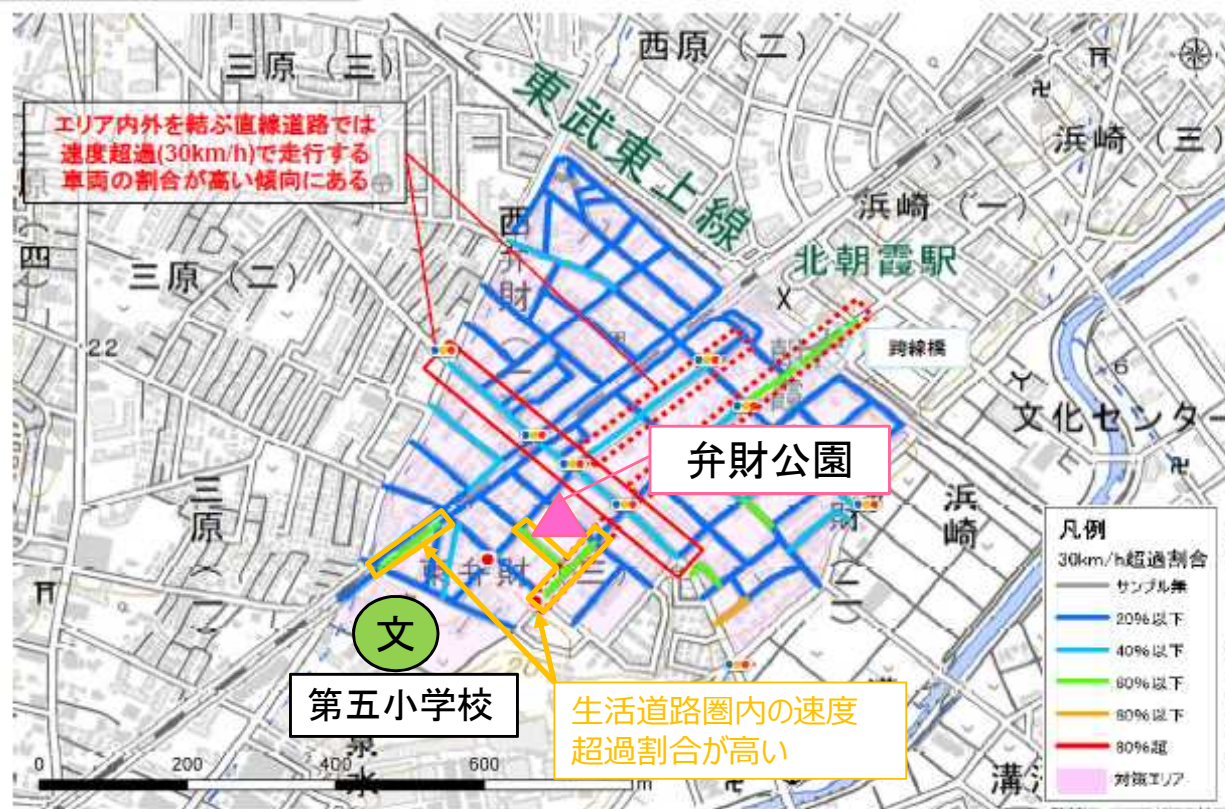 西原(二)
三原(三)
東武東上線
エリア内外を結ぶ直線道路では
速度超過(30km/h)で走行する
車両の割合が高い傾向にある
浜崎(三)
浜崎(一)
北朝霞駅
三原(二)
跨線橋
22
6
文化センター
弁財公園
浜崎
三原(一)
凡例
30km/h超過割合
サンプル無
20%以下
40%以下
60%以下
80%以下
80%超
対策エリア
文
第五小学校
生活道路圏内の速度
超過割合が高い
泉水
0 200 400 600
m